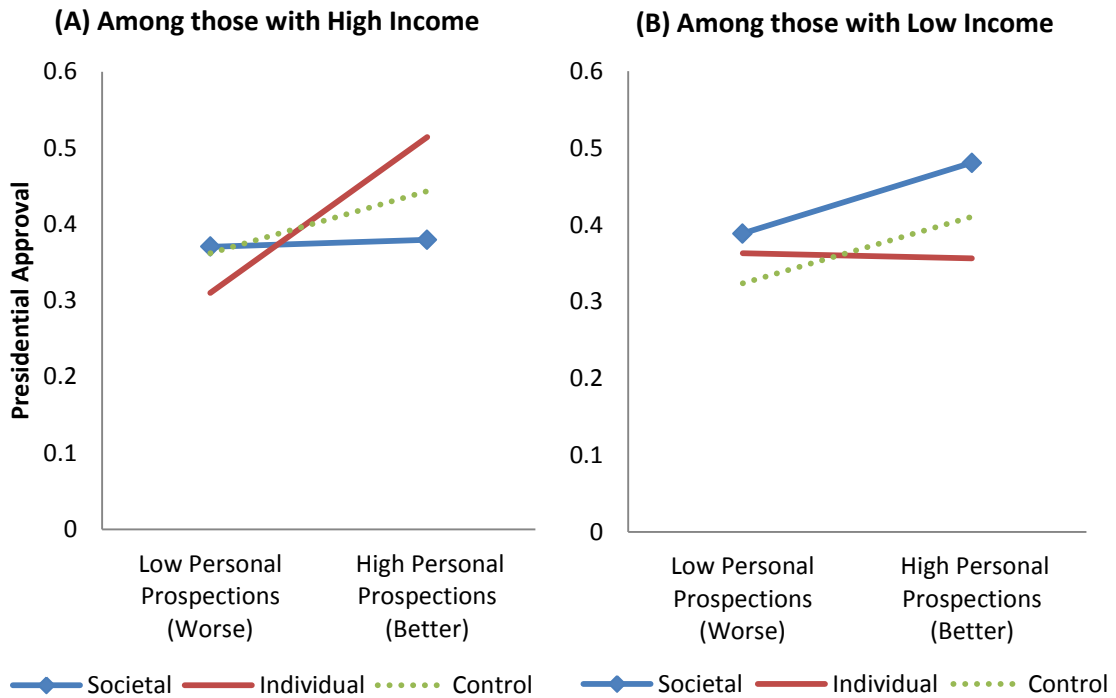 (A) Among those with High Income
0.6
0.5
0.4
0.3
0.2
0.1
0
Presidential Approval
Low Personal
Prospections
(Worse)
High Personal
Prospections
(Better)
Societal Individual Control
(B) Among those with Low Income
0.6
0.5
0.4
0.3
0.2
0.1
0
Low Personal
Prospections
(Worse)
High Personal
Prospections
(Better)
Societal Individual Control